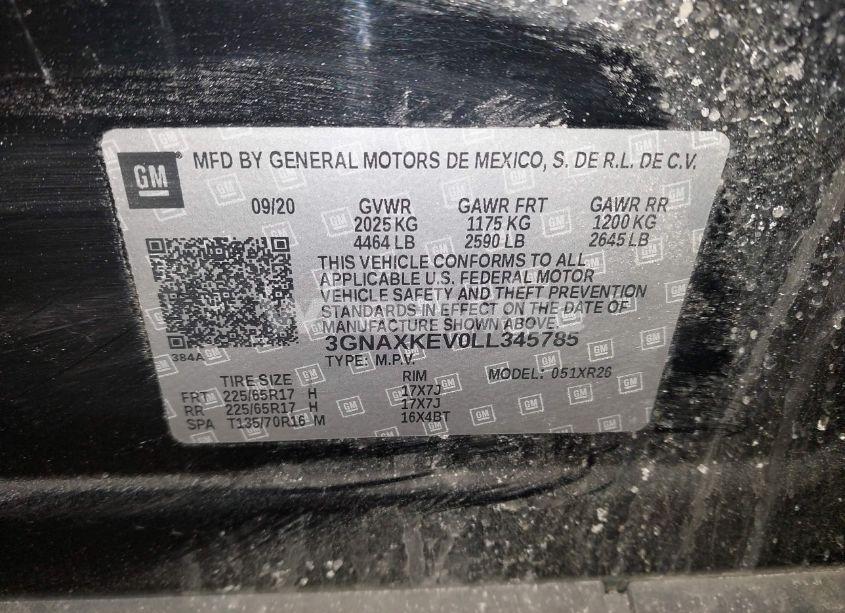 GM
MFD BY GENERAL MOTORS DE MEXICO, S. DE R.L. DE C.V.
09/20 GVWR GAWR FRT GAWR RR
2025 KG 1175 KG 1200 KG
4464 LB 2590 LB 2645 LB
THIS VEHICLE CONFORMS TO ALL
APPLICABLE U.S. FEDERAL MOTOR
VEHICLE SAFETY AND THEFT PREVENTION
STANDARDS IN EFFECT ON THE DATE OF
MANUFACTURE ABOVE.
384A 3GNAXKEV0LL345785
TYPE: M.P.V. MODEL: 051XR26
TIRE SIZE RIM
FRT 225/65R17 H 17X7J
RR 225/65R17 H 17X7J
SPA T135/70R16 M 16X4BT